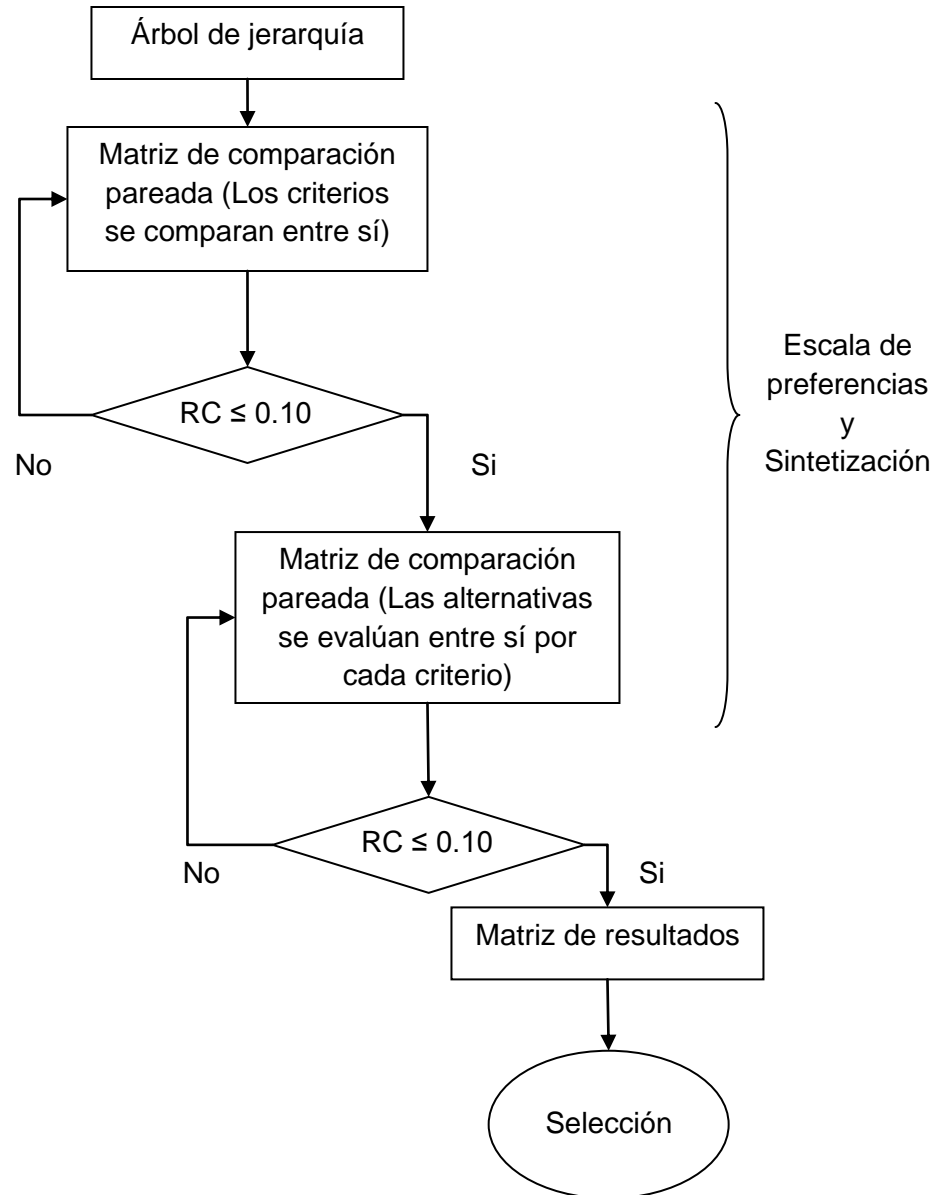 Árbol de jerarquía
Matriz de comparación
pareada (Los criterios
se comparan entre sí)
RC ≤ 0.10
No
Si
Escala de
preferencias
y
Sintetización
Matriz de comparación
pareada (Las alternativas
se evalúan entre sí por
cada criterio)
RC ≤ 0.10
No
Si
Matriz de resultados
Selección